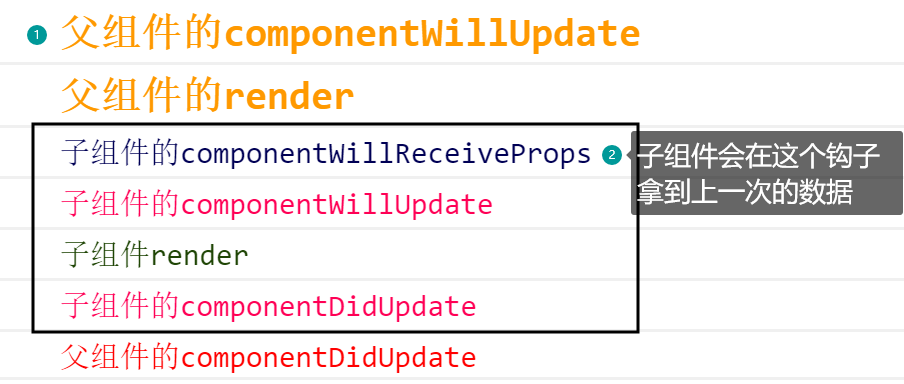 1 父组件的componentWillUpdate
父组件的render
子组件的componentWillReceiveProps 2
子组件会在这个钩子
拿到上一次的数据
子组件的componentWillUpdate
子组件render
子组件的componentDidUpdate
父组件的componentDidUpdate